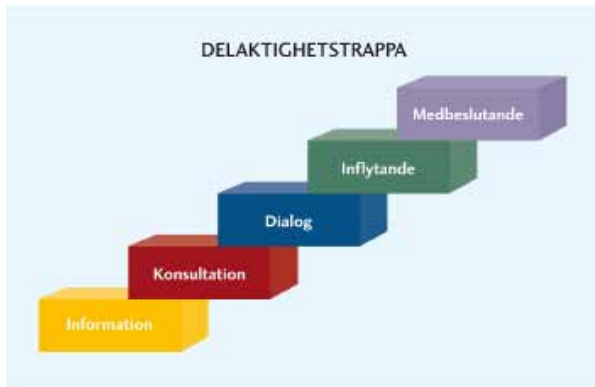 DELAKTIGHETSTRAPPA
Medbeslutande
Inflytande
Dialog
Konsultation
Information